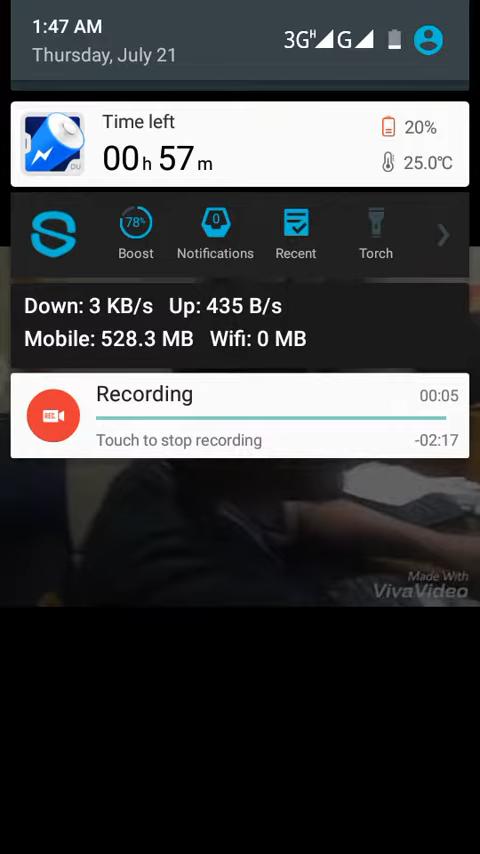 1:47 AM
Thursday, July 21
3G H G
Time left
00 h 57 m
20%
25.0℃
78%
0
Boost
Notifications
Recent
Torch
Down: 3 KB/s Up: 435 B/s
Mobile: 528.3 MB Wifi: 0 MB
REC
Recording
00:05
Touch to stop recording
-02:17
Made With
VivaVideo